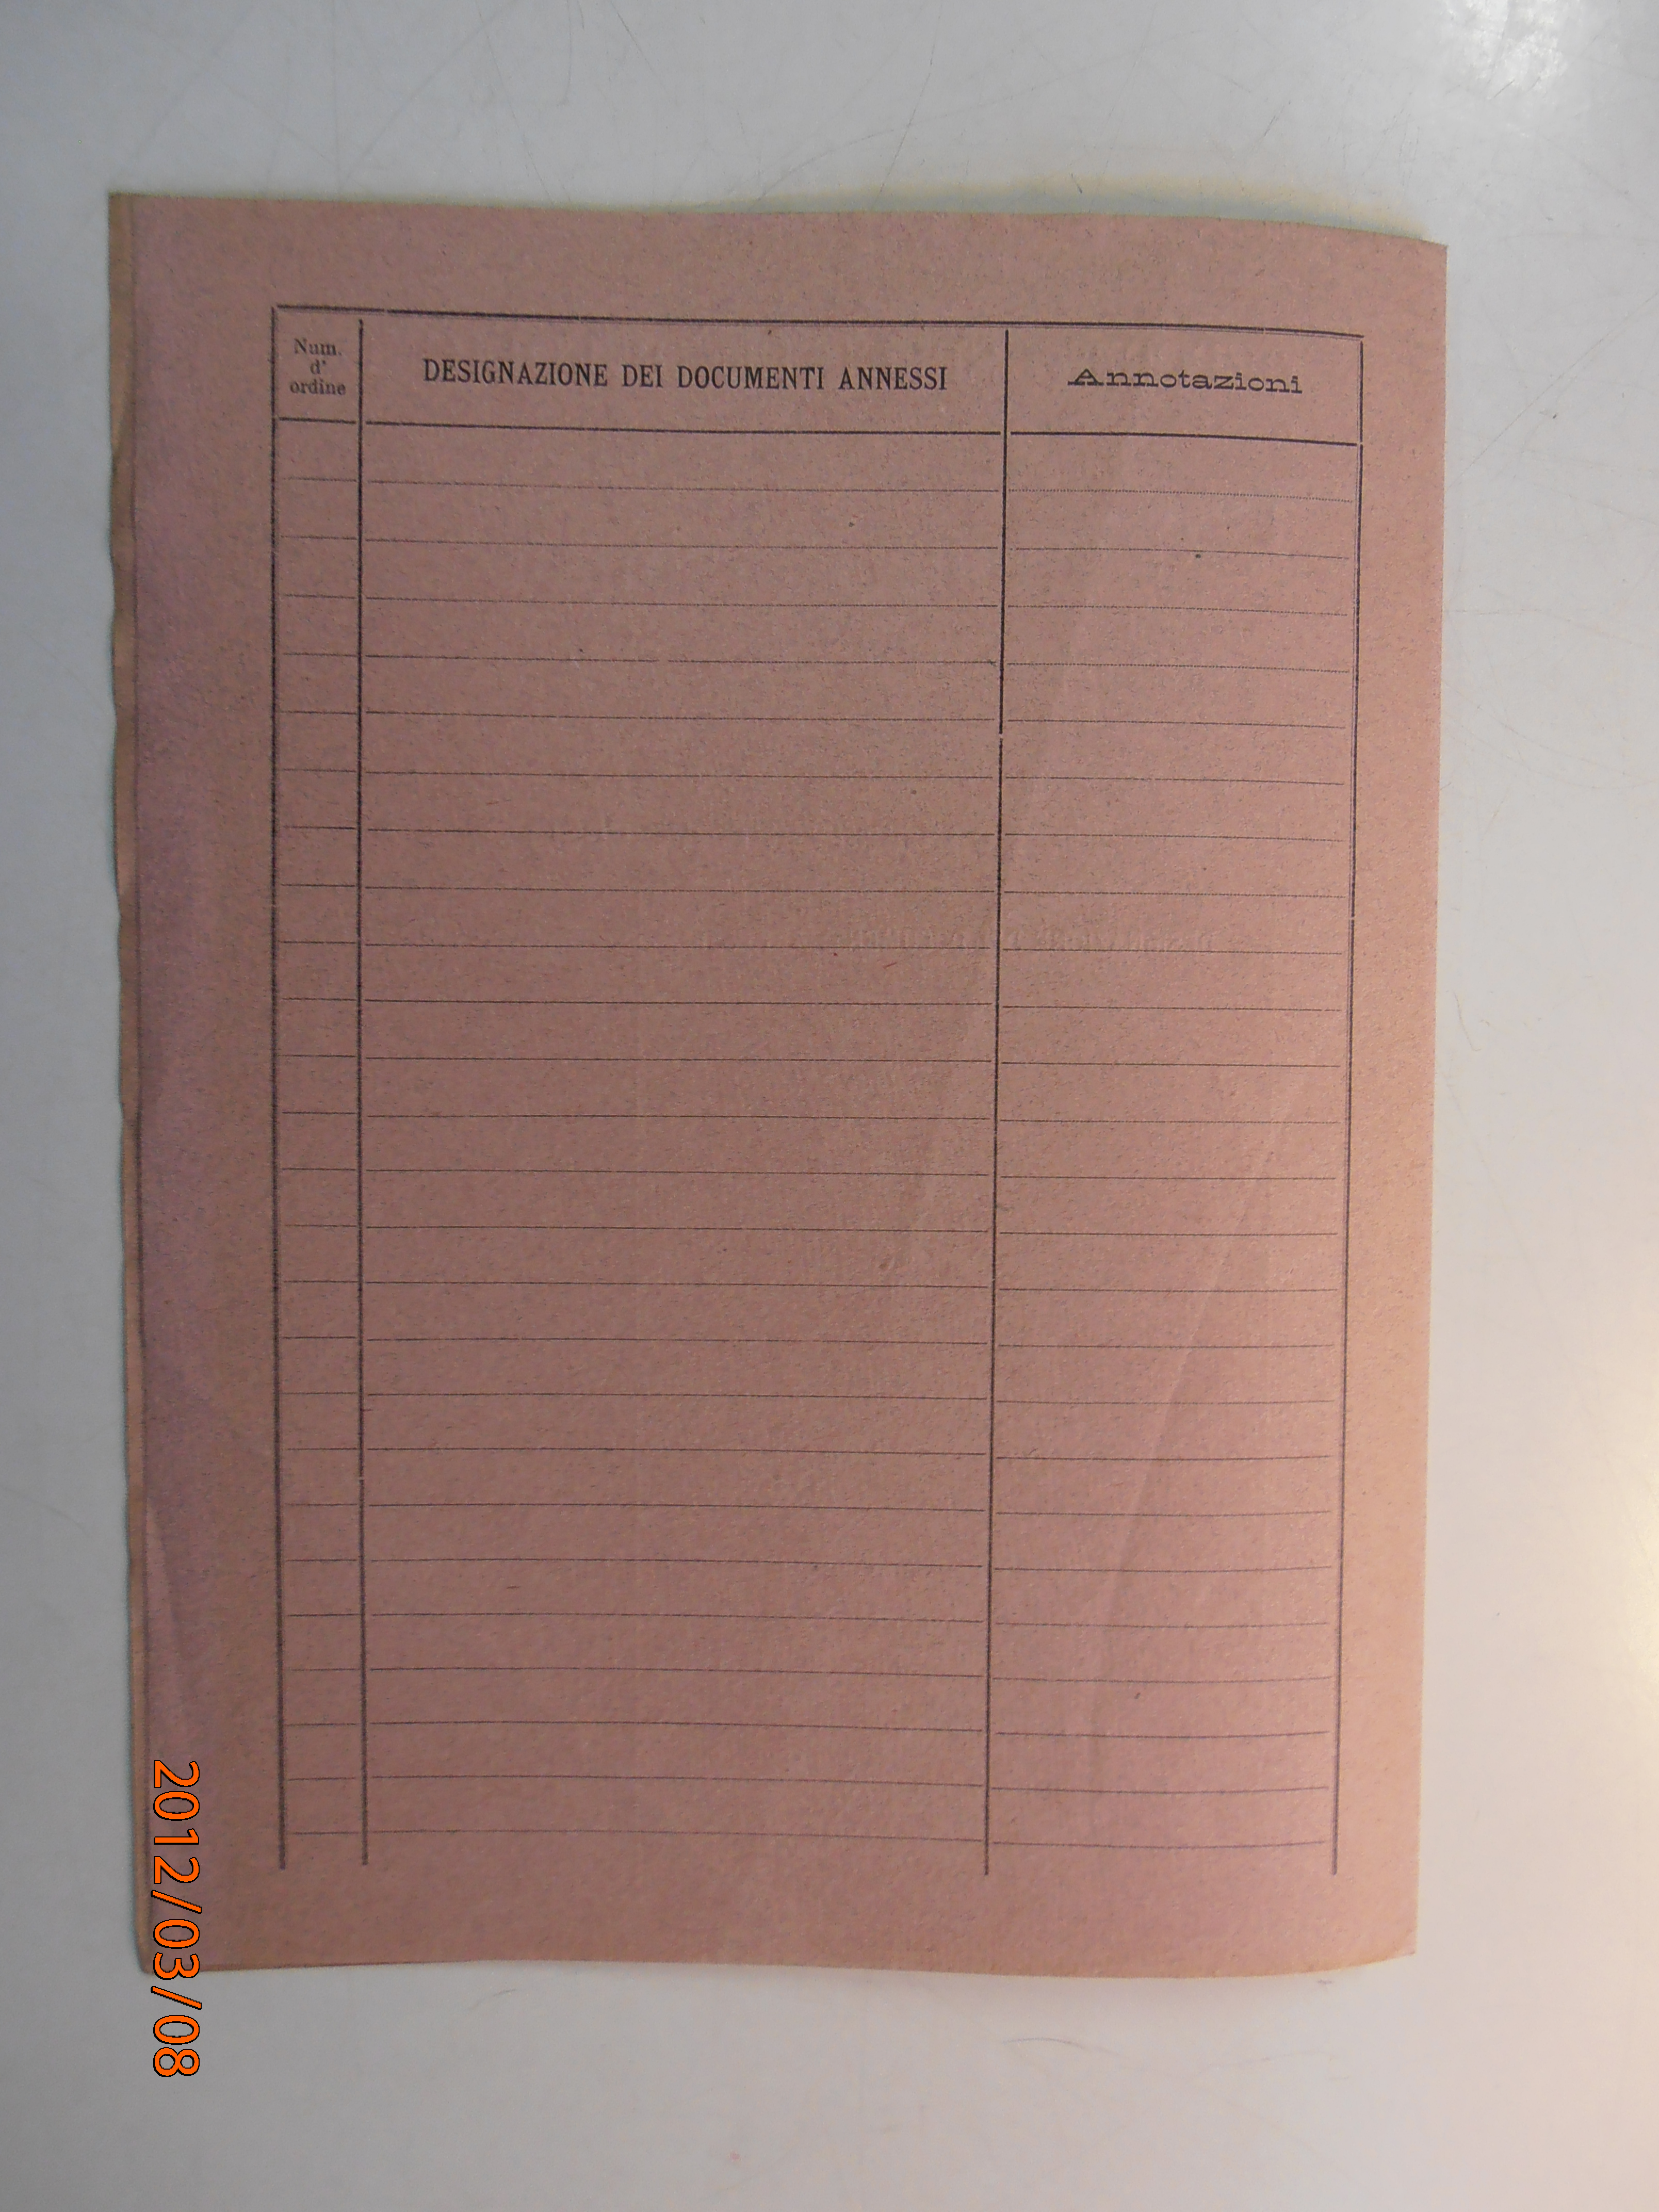 Num.
d'
ordine
DESIGNAZIONE DEI DOCUMENTI ANNESSI
Annotazioni
2012/03/08